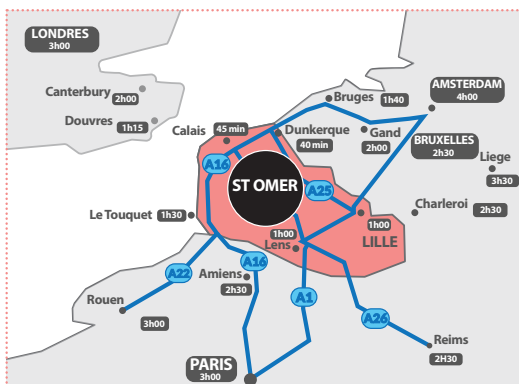 LONDRES
3h00
Canterbury
2h00
Douvres
1h15
Bruges 1h40
AMSTERDAM
4h00
Calais 45 min
Dunkerque
40 min
Gand
2h00
BRUXELLES
2h30
Liege
3h30
A16
ST OMER
A25
Le Touquet 1h30
Charleroi 2h30
1h00
LILLE
1h00
Lens
A22
A16
Amiens
2h30
A1
A26
Rouen
3h00
Reims
2H30
PARIS
3h00